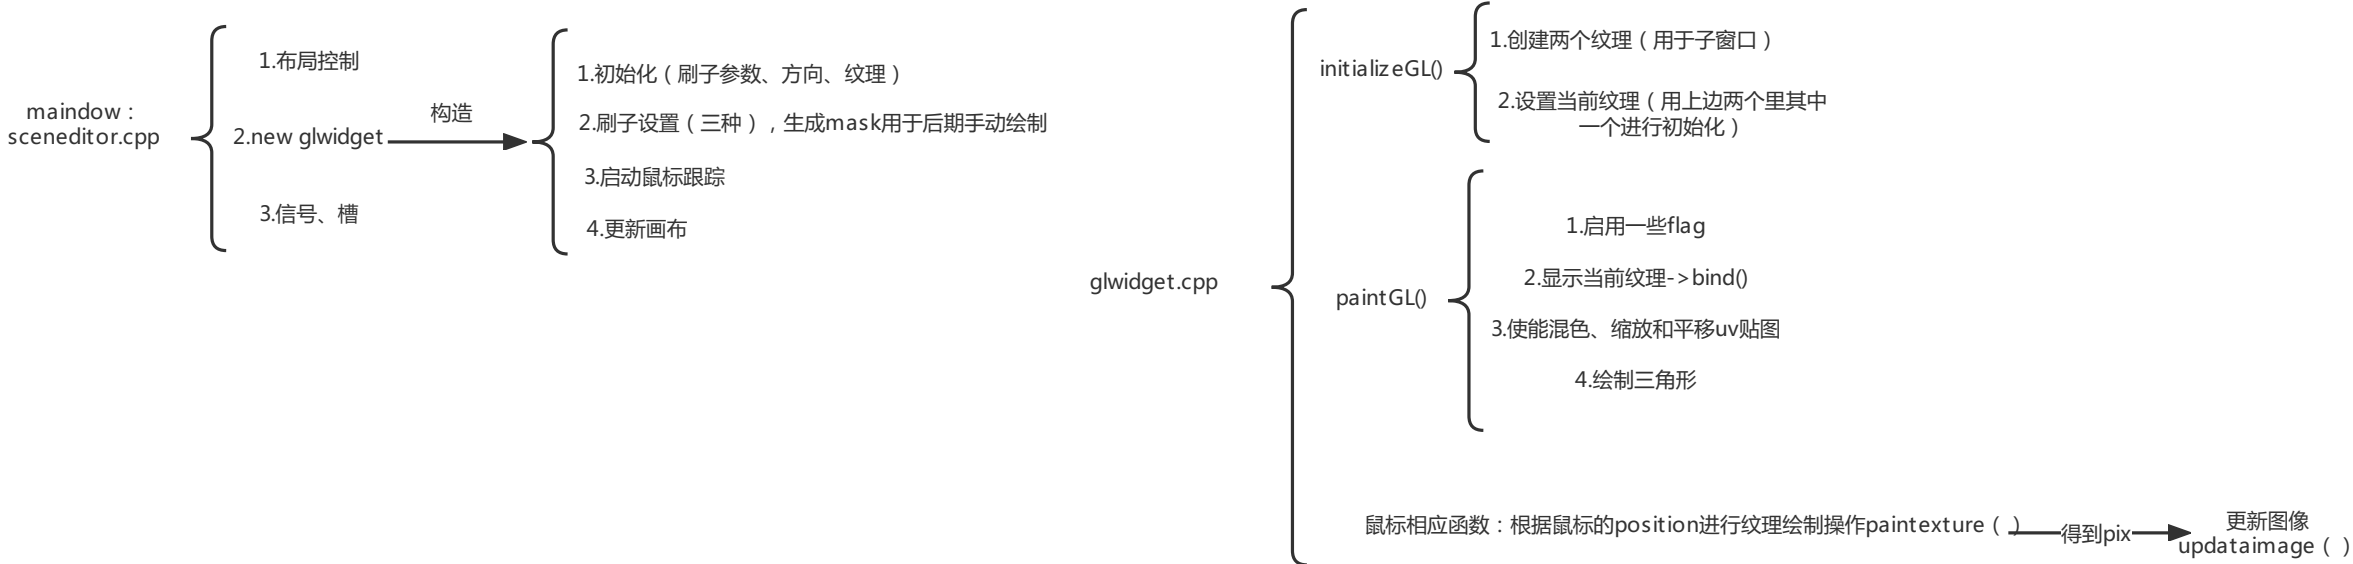 maindow：
sceneditor.cpp
1.布局控制
2.new glwidget
3.信号、槽
构造
1.初始化（刷子参数、方向、纹理）
2.刷子设置（三种），生成mask用于后期手动绘制
3.启动鼠标跟踪
4.更新画布
glwidget.cpp
initializeGL()
1.创建两个纹理（用于子窗口）
2.设置当前纹理（用上边两个里其中
一个进行初始化）
paintGL()
1.启用一些flag
2.显示当前纹理->bind()
3.使能混色、缩放和平移uv贴图
4.绘制三角形
鼠标相应函数：根据鼠标的position进行纹理绘制操作paintexture（ ）
得到pix
更新图像
updataimage（ ）